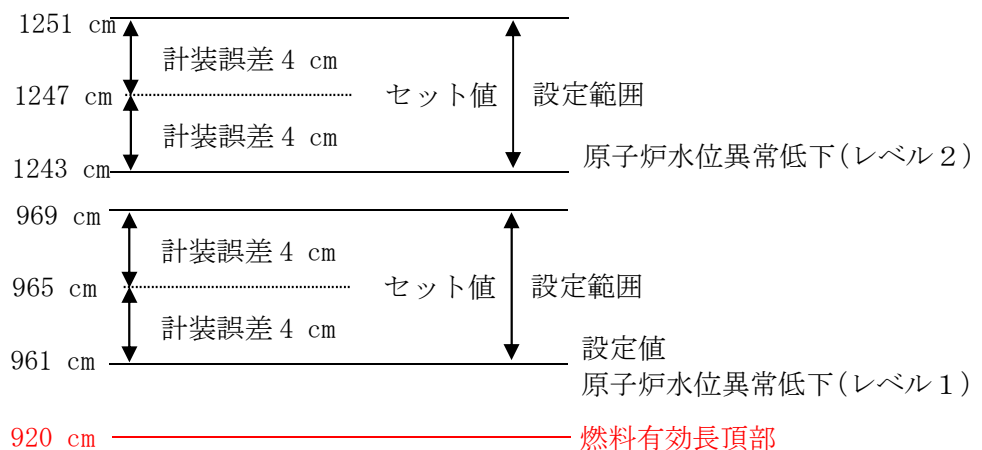 1251 cm
計装誤差4 cm
1247 cm セット値 設定範囲
計装誤差4 cm
1243 cm 原子炉水位異常低下(レベル2)
969 cm
計装誤差4 cm
965 cm セット値 設定範囲
計装誤差4 cm
961 cm 設定値
原子炉水位異常低下(レベル1)
920 cm 燃料有効長頂部